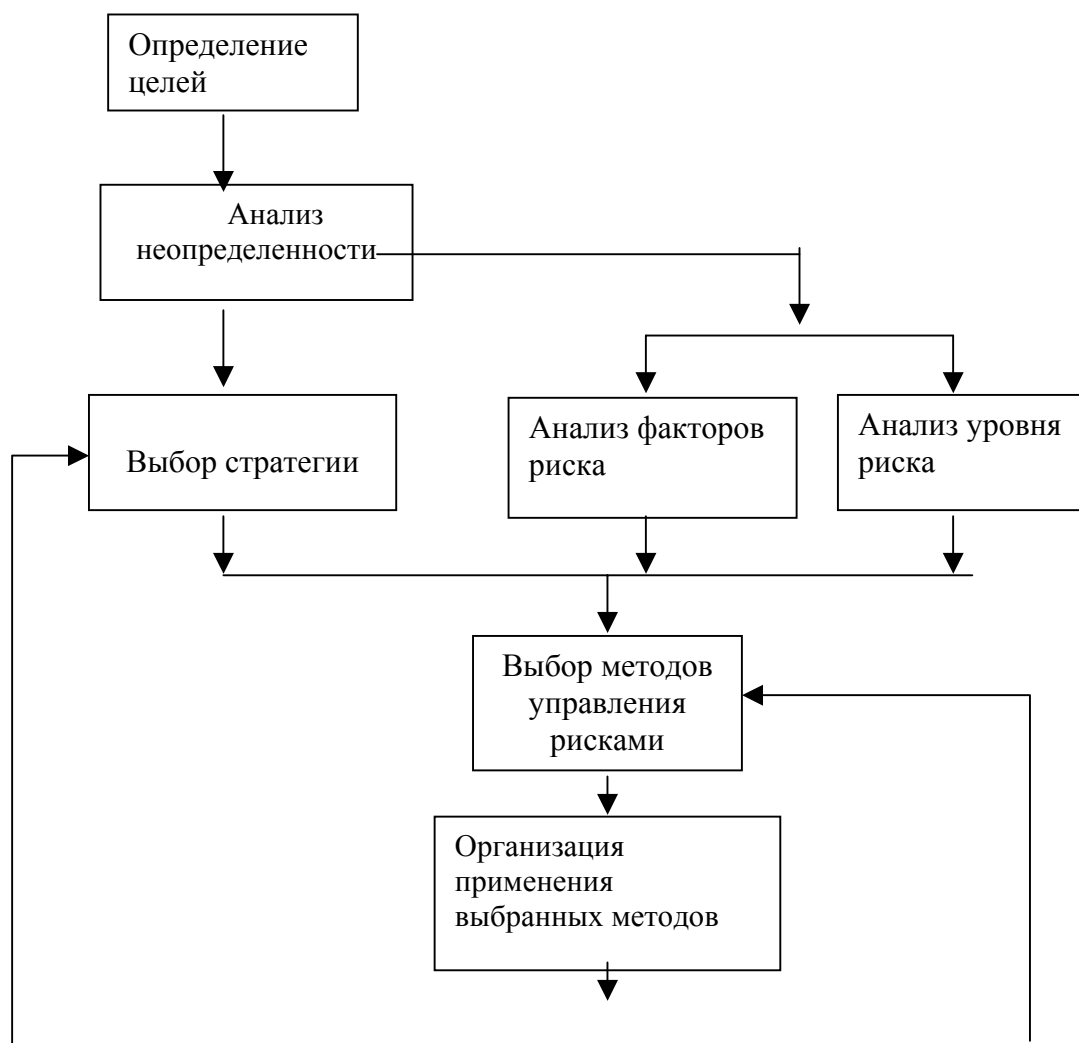 Определение
целей
Анализ
неопределенности
Выбор стратегии
Анализ факторов
риска
Анализ уровня
риска
Выбор методов
управления
рисками
Организация
применения
выбранных методов